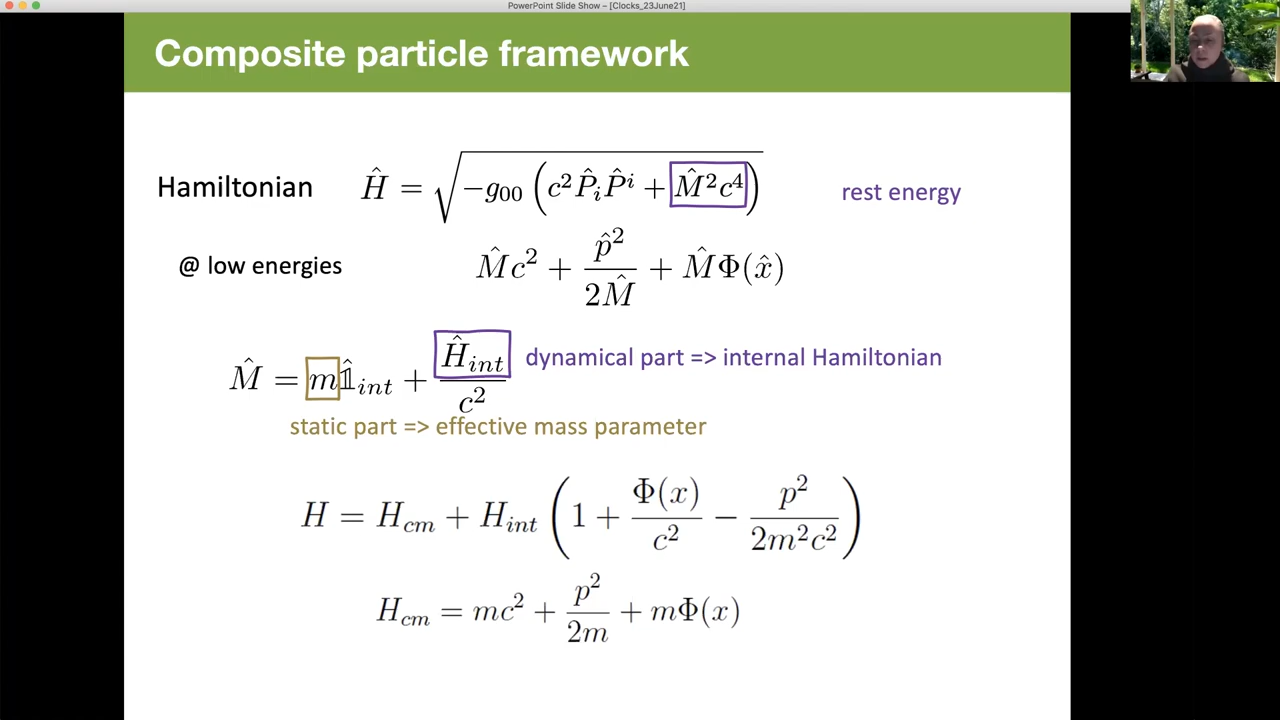 PowerPoint Slide Show – [Clocks_23June21]
Composite particle framework
Hamiltonian Ĥ = √(−g₀₀ (c²P̂ᵢP̂ⁱ + M̂²c⁴)) rest energy
@ low energies M̂c² + p̂²/2M̂ + M̂Φ(x̂)
M̂ = m𝟙̂_int + Ĥ_int/c² dynamical part => internal Hamiltonian
static part => effective mass parameter
H = H_cm + H_int (1 + Φ(x)/c² − p²/2m²c²)
H_cm = mc² + p²/2m + mΦ(x)